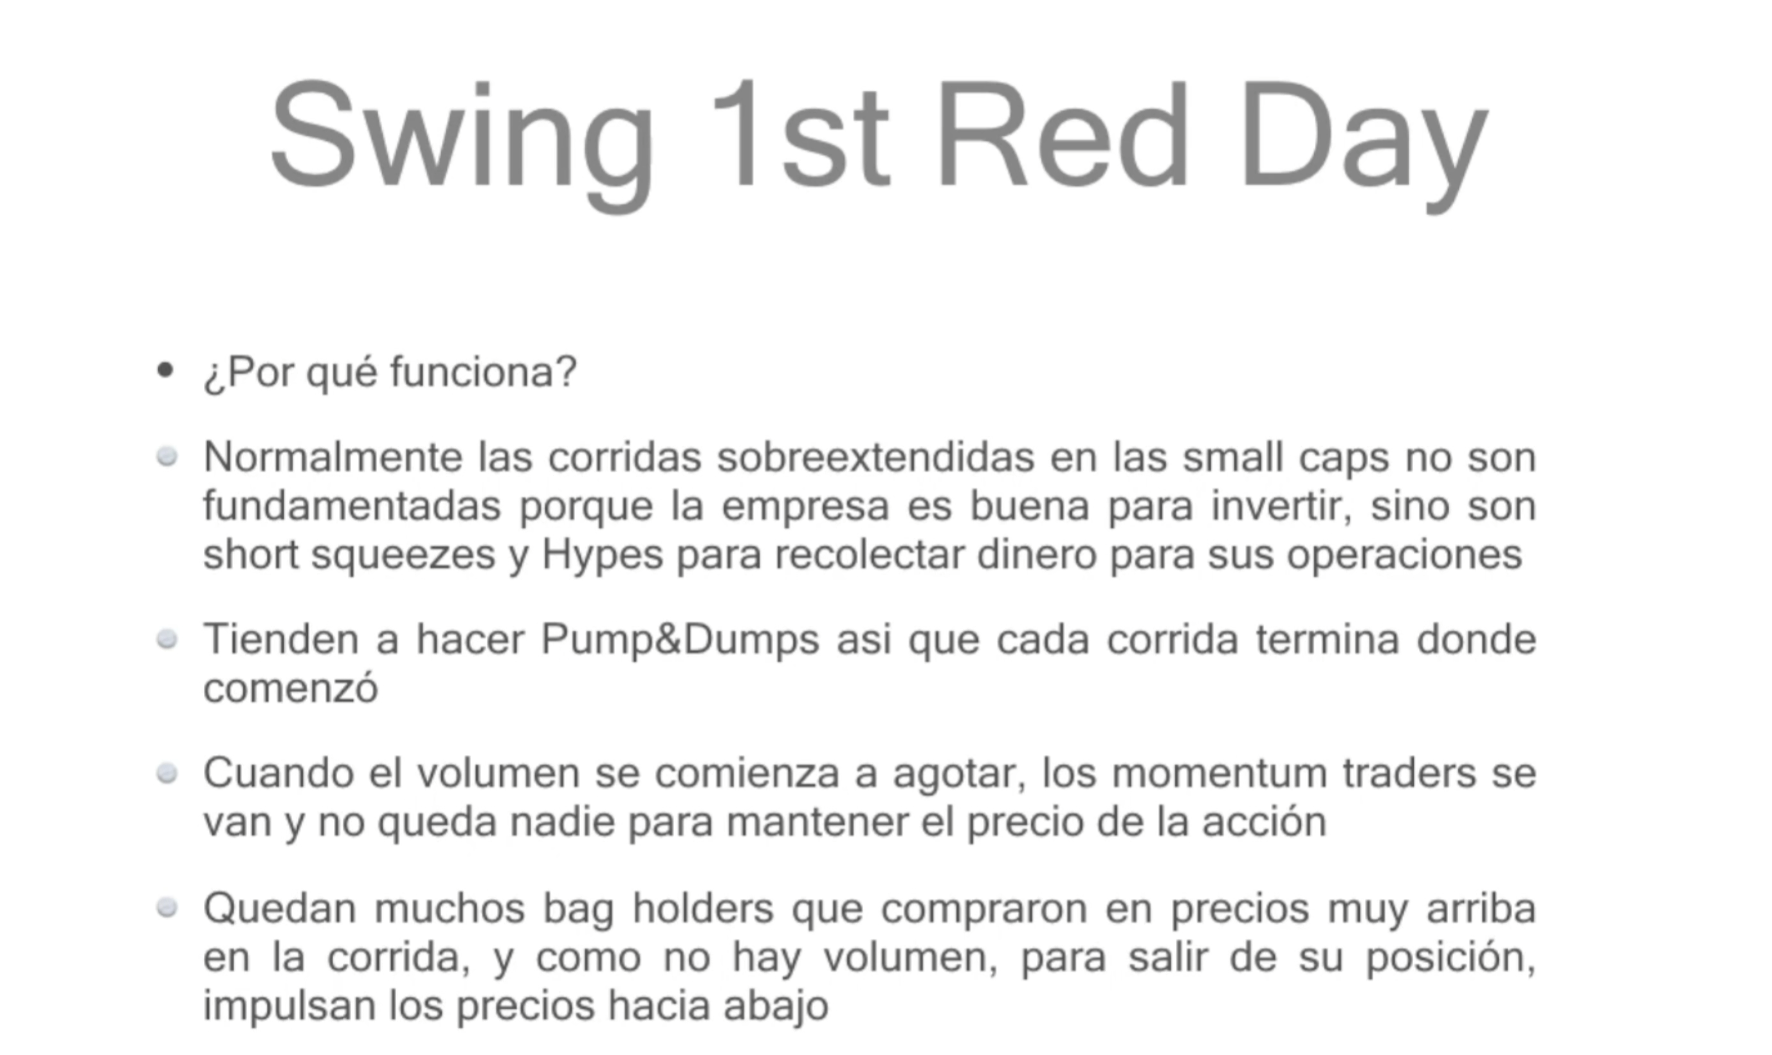 Swing 1st Red Day
• ¿Por qué funciona?
Normalmente las corridas sobreextendidas en las small caps no son
fundamentadas porque la empresa es buena para invertir, sino son
short squeezes y Hypes para recolectar dinero para sus operaciones
Tienden a hacer Pump&Dumps asi que cada corrida termina donde
comenzó
Cuando el volumen se comienza a agotar, los momentum traders se
van y no queda nadie para mantener el precio de la acción
Quedan muchos bag holders que compraron en precios muy arriba
en la corrida, y como no hay volumen, para salir de su posición,
impulsan los precios hacia abajo